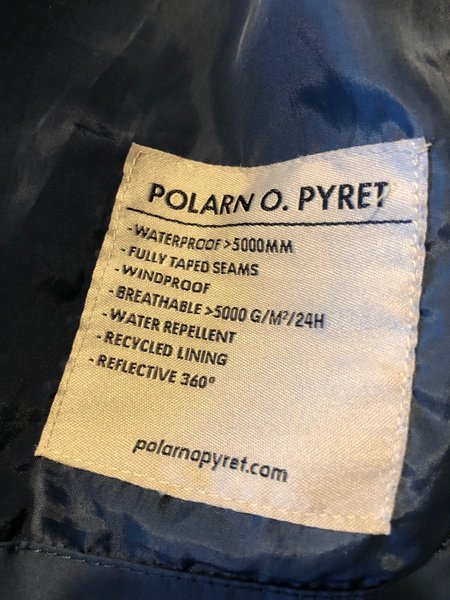 POLARN O. PYRET
- WATERPROOF >5000MM
- FULLY TAPED SEAMS
- WINDPROOF
- BREATHABLE >5000 G/M²/24H
- WATER REPELLENT
- RECYCLED LINING
- REFLECTIVE 360º
polarnopyret.com